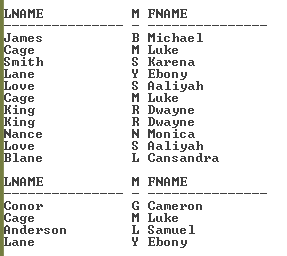 LNAME M FNAME
--------------- - ---------------
James B Michael
Cage M Luke
Smith S Karena
Lane Y Ebony
Love S Aaliyah
Cage M Luke
King R Dwayne
King R Dwayne
Nance N Monica
Love S Aaliyah
Blane L Cansandra
LNAME M FNAME
--------------- - ---------------
Conor G Cameron
Cage M Luke
Anderson L Samuel
Lane Y Ebony